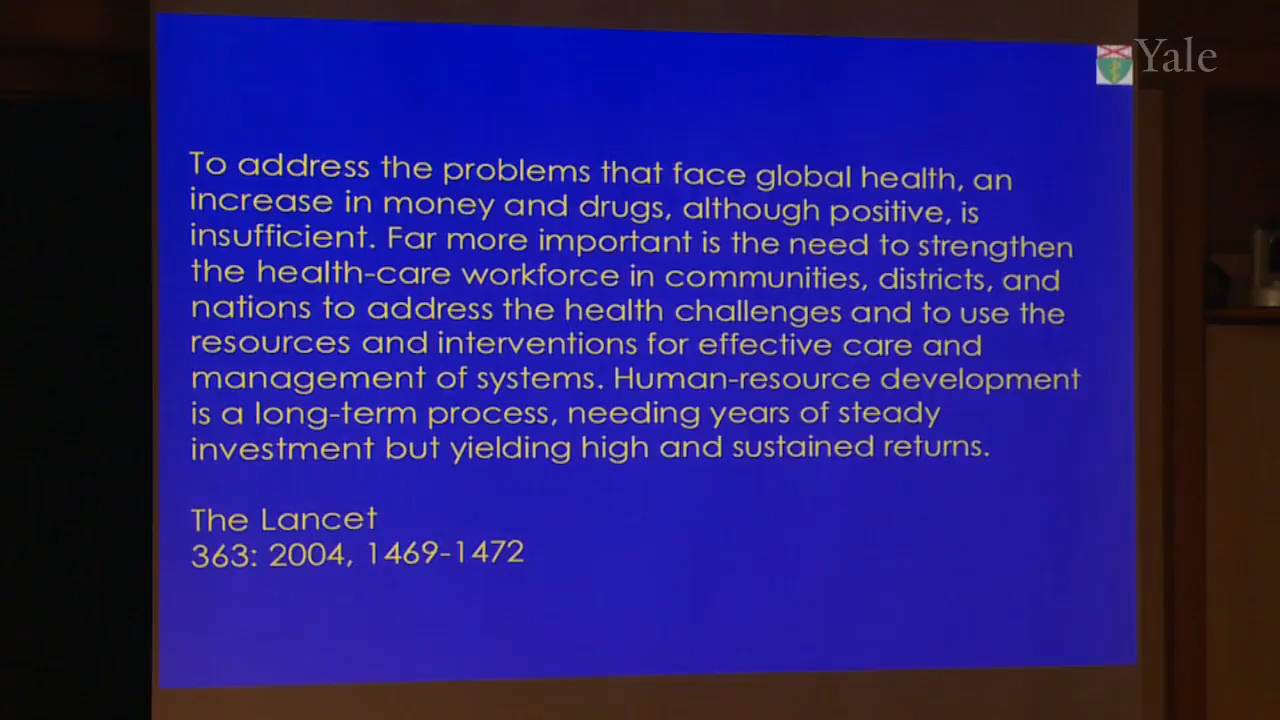 Yale
To address the problems that face global health, an
increase in money and drugs, although positive, is
insufficient. Far more important is the need to strengthen
the health-care workforce in communities, districts, and
nations to address the health challenges and to use the
resources and interventions for effective care and
management of systems. Human-resource development
is a long-term process, needing years of steady
investment but yielding high and sustained returns.
The Lancet
363: 2004, 1469-1472